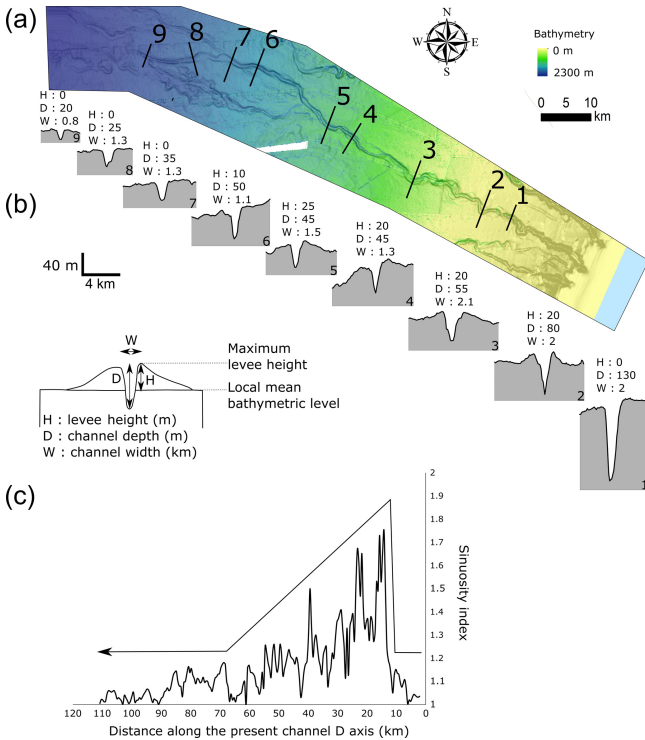 (a)
9
8
7
6
5
4
3
2
1
N
W
E
S
Bathymetry
0 m
2300 m
0 5 10
km
(b)
H : 0
D : 20
W : 0.8
9
H : 0
D : 25
W : 1.3
8
H : 0
D : 35
W : 1.3
7
H : 10
D : 50
W : 1.1
6
H : 25
D : 45
W : 1.5
5
H : 20
D : 45
W : 1.3
4
H : 20
D : 55
W : 2.1
3
H : 20
D : 80
W : 2
2
H : 0
D : 130
W : 2
1
40 m
4 km
W
D
H
Maximum
levee height
Local mean
bathymetric level
H : levee height (m)
D : channel depth (m)
W : channel width (km)
(c)
2
1.9
1.8
1.7
1.6
1.5
1.4
1.3
1.2
1.1
1
Sinuosity index
120 110 100 90 80 70 60 50 40 30 20 10 0
Distance along the present channel D axis (km)